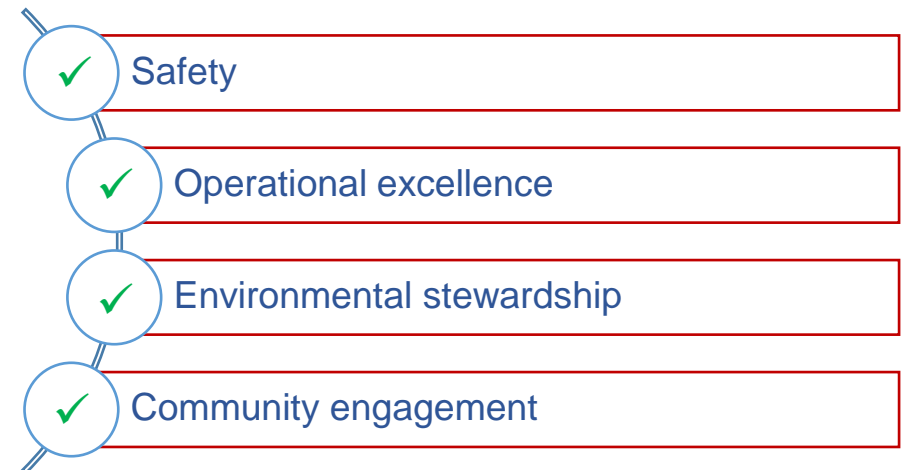 Safety
Operational excellence
Environmental stewardship
Community engagement